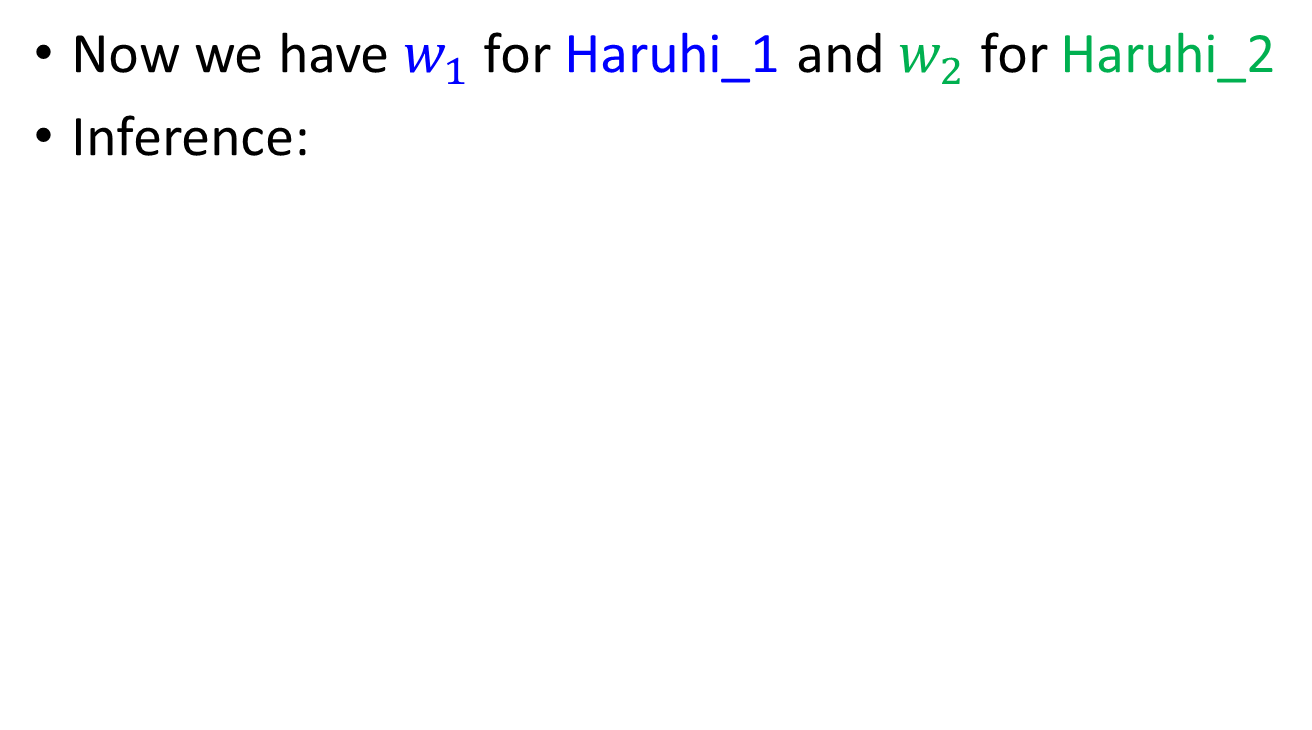 • Now we have w₁ for Haruhi_1 and w₂ for Haruhi_2
• Inference: